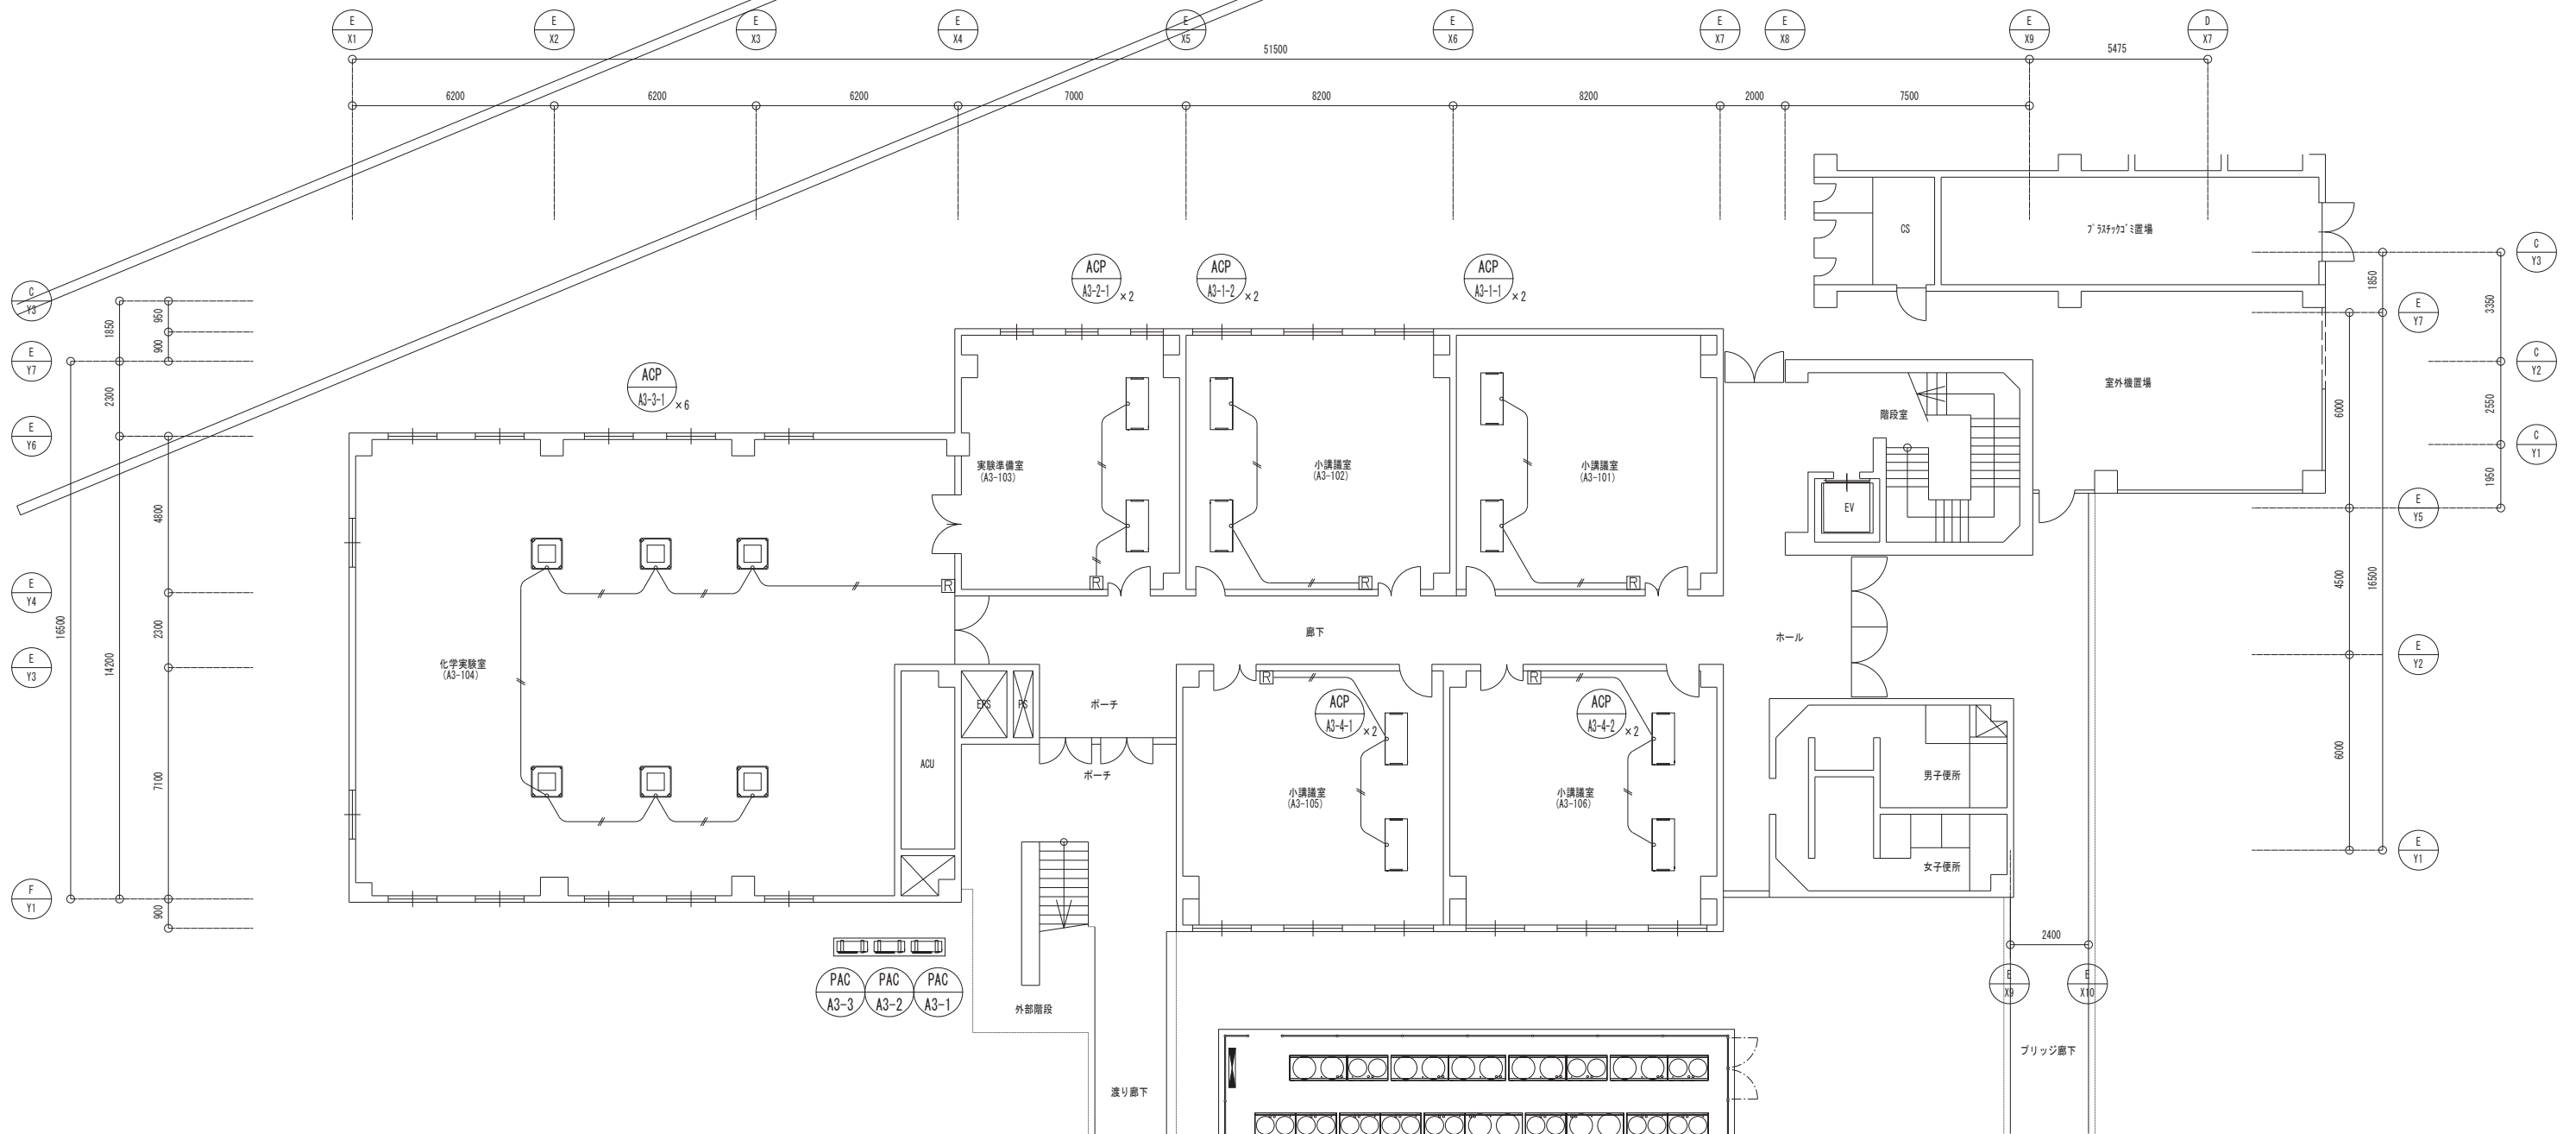 E
X1
E
X2
E
X3
E
X4
E
X5
E
X6
E
X7
E
X8
E
X9
D
X7
51500
5475
6200
6200
6200
7000
8200
8200
2000
7500
CS
ﾌﾟﾗｽﾁｯｸｺﾞﾐ置場
C
Y3
E
Y7
E
Y6
E
Y4
E
Y3
F
Y1
1850
950
900
2300
4800
16500
14200
2300
7100
900
C
Y3
E
Y7
C
Y2
C
Y1
E
Y5
E
Y2
E
Y1
1850
3350
6000
2550
1950
4500
16500
6000
ACP
A3-2-1 ×2
ACP
A3-1-2 ×2
ACP
A3-1-1 ×2
ACP
A3-3-1 ×6
室外機置場
階段室
実験準備室
(A3-103)
小講議室
(A3-102)
小講議室
(A3-101)
EV
R
R
R
R
廊下
ホール
化学実験室
(A3-104)
R
R
EPS
PS
ポーチ
ACP
A3-4-1 ×2
ACP
A3-4-2 ×2
ACU
ポーチ
小講議室
(A3-105)
小講議室
(A3-106)
男子便所
女子便所
2400
PAC
A3-3
PAC
A3-2
PAC
A3-1
E
X9
E
X10
外部階段
ブリッジ廊下
渡り廊下